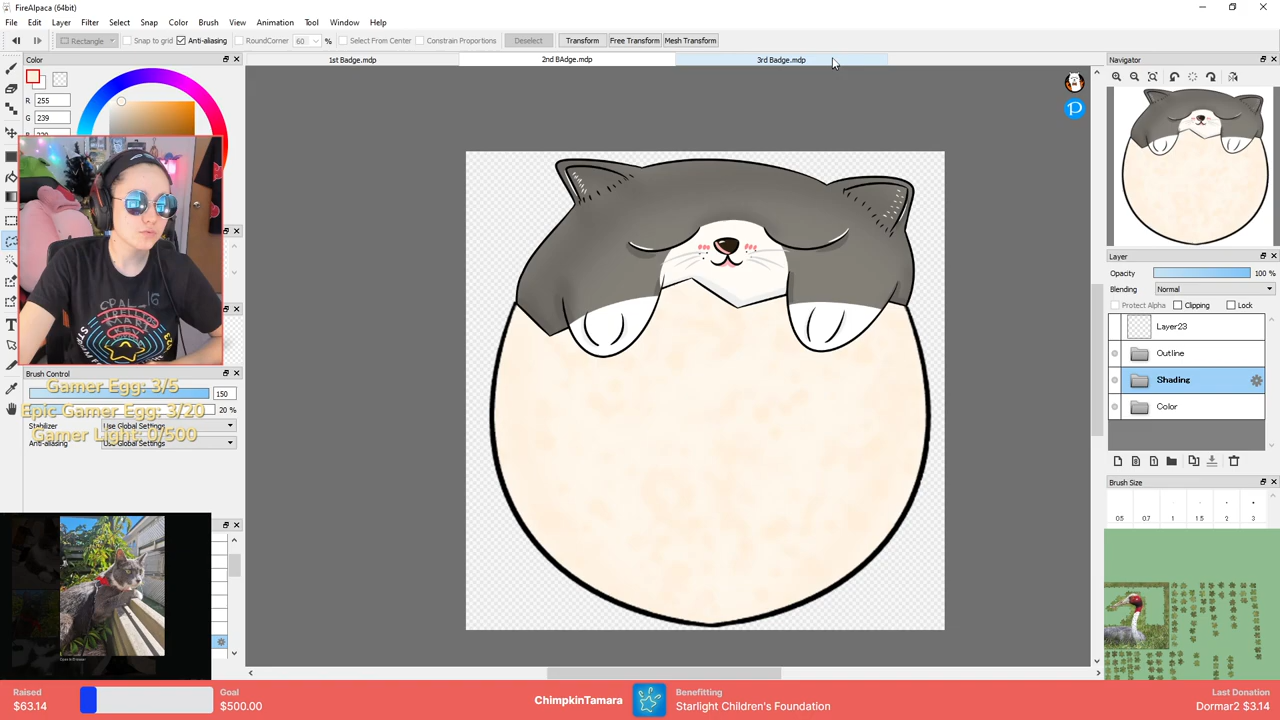 FireAlpaca (64bit)
File Edit Layer Filter Select Snap Color Brush View Animation Tool Window Help
Rectangle Snap to grid Anti-aliasing RoundCorner 60 % Select From Center Constrain Proportions Deselect Transform Free Transform Mesh Transform
Color 1st Badge.mdp 2nd BAdge.mdp 3rd Badge.mdp Navigator
R 255
G 239
Layer
Opacity 100 %
Blending Normal
Protect Alpha Clipping Lock
Layer23
Outline
Shading
Color
Brush Control
150
20 %
Gamer Egg: 3/5
Epic Gamer Egg: 3/20
Gamer Light: 0/500
Stabilizer Use Global Settings
Anti-aliasing Use Global Settings
Brush Size
0.5 0.7 1 1.5 2 3
Raised
$63.14
Goal
$500.00
ChimpkinTamara
Benefitting
Starlight Children's Foundation
Last Donation
Dormar2 $3.14